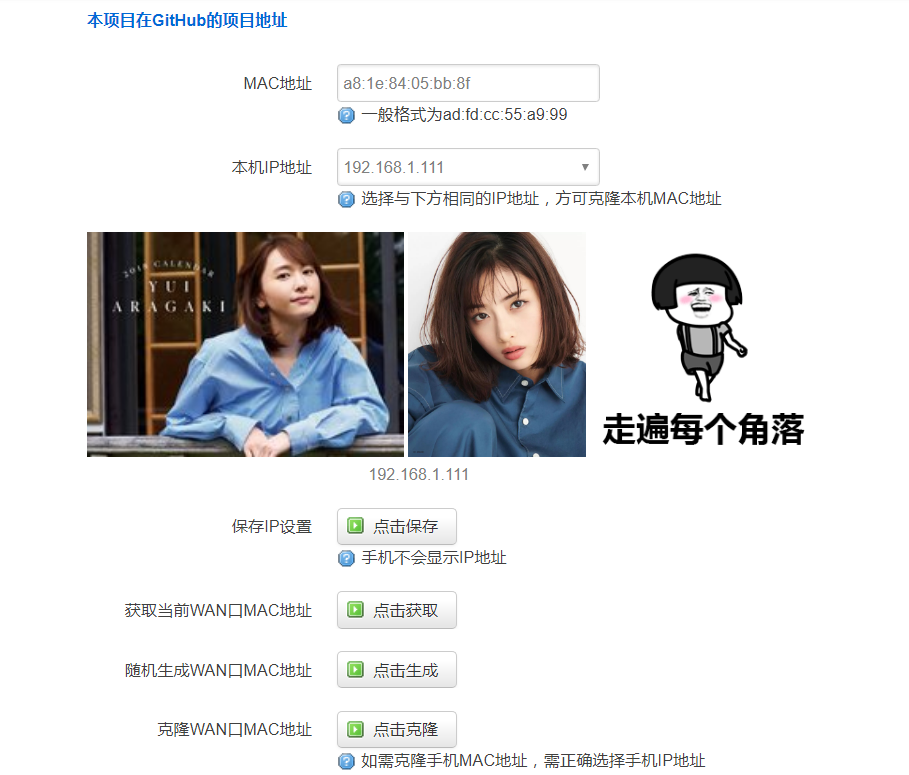 本项目在GitHub的项目地址
MAC地址
a8:1e:84:05:bb:8f
一般格式为ad:fd:cc:55:a9:99
本机IP地址
192.168.1.111
选择与下方相同的IP地址，方可克隆本机MAC地址
2018 CALENDAR
YUI
ARAGAKI
走遍每个角落
192.168.1.111
保存IP设置
点击保存
手机不会显示IP地址
获取当前WAN口MAC地址
点击获取
随机生成WAN口MAC地址
点击生成
克隆WAN口MAC地址
点击克隆
如需克隆手机MAC地址，需正确选择手机IP地址